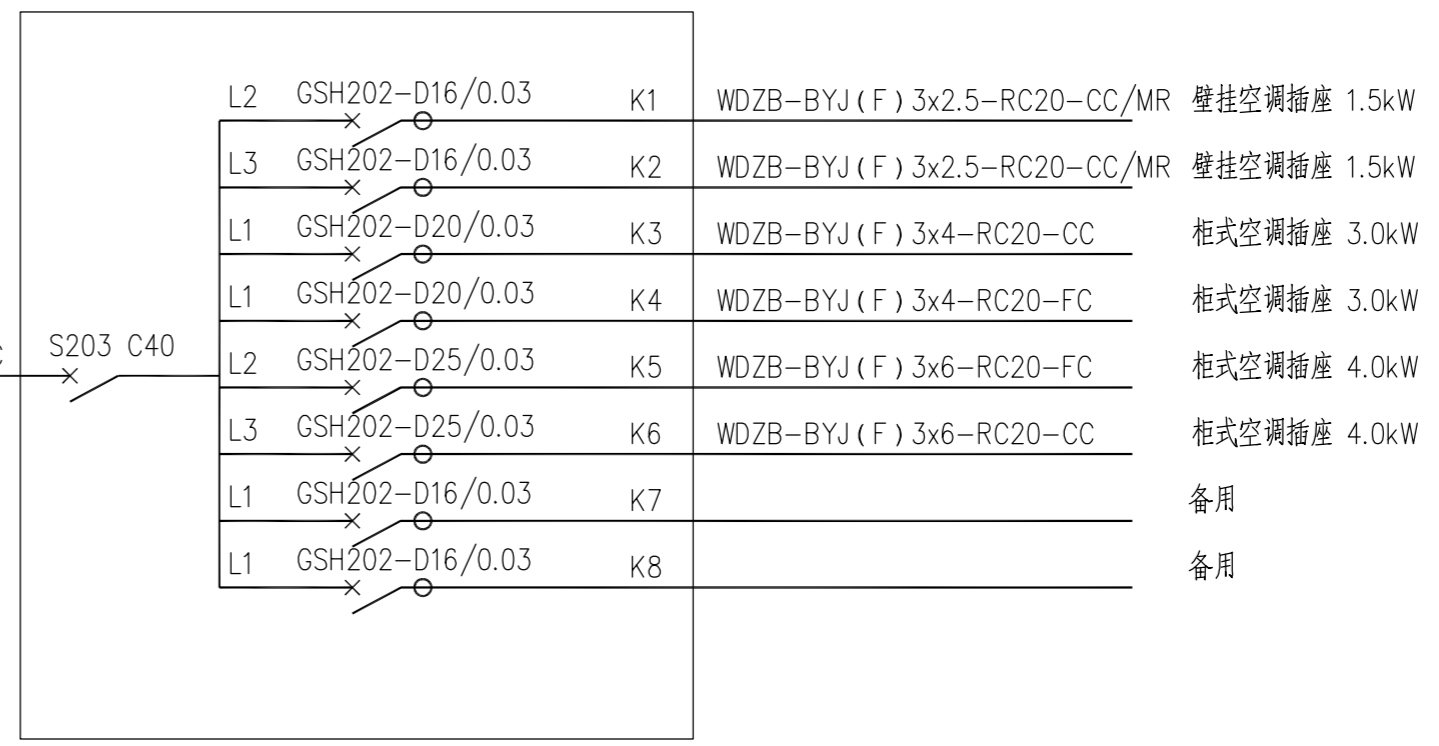 L2 GSH202-D16/0.03 K1 WDZB-BYJ(F)3x2.5-RC20-CC/MR 壁挂空调插座 1.5kW
L3 GSH202-D16/0.03 K2 WDZB-BYJ(F)3x2.5-RC20-CC/MR 壁挂空调插座 1.5kW
L1 GSH202-D20/0.03 K3 WDZB-BYJ(F)3x4-RC20-CC 柜式空调插座 3.0kW
L1 GSH202-D20/0.03 K4 WDZB-BYJ(F)3x4-RC20-FC 柜式空调插座 3.0kW
S203 C40
L2 GSH202-D25/0.03 K5 WDZB-BYJ(F)3x6-RC20-FC 柜式空调插座 4.0kW
L3 GSH202-D25/0.03 K6 WDZB-BYJ(F)3x6-RC20-CC 柜式空调插座 4.0kW
L1 GSH202-D16/0.03 K7 备用
L1 GSH202-D16/0.03 K8 备用